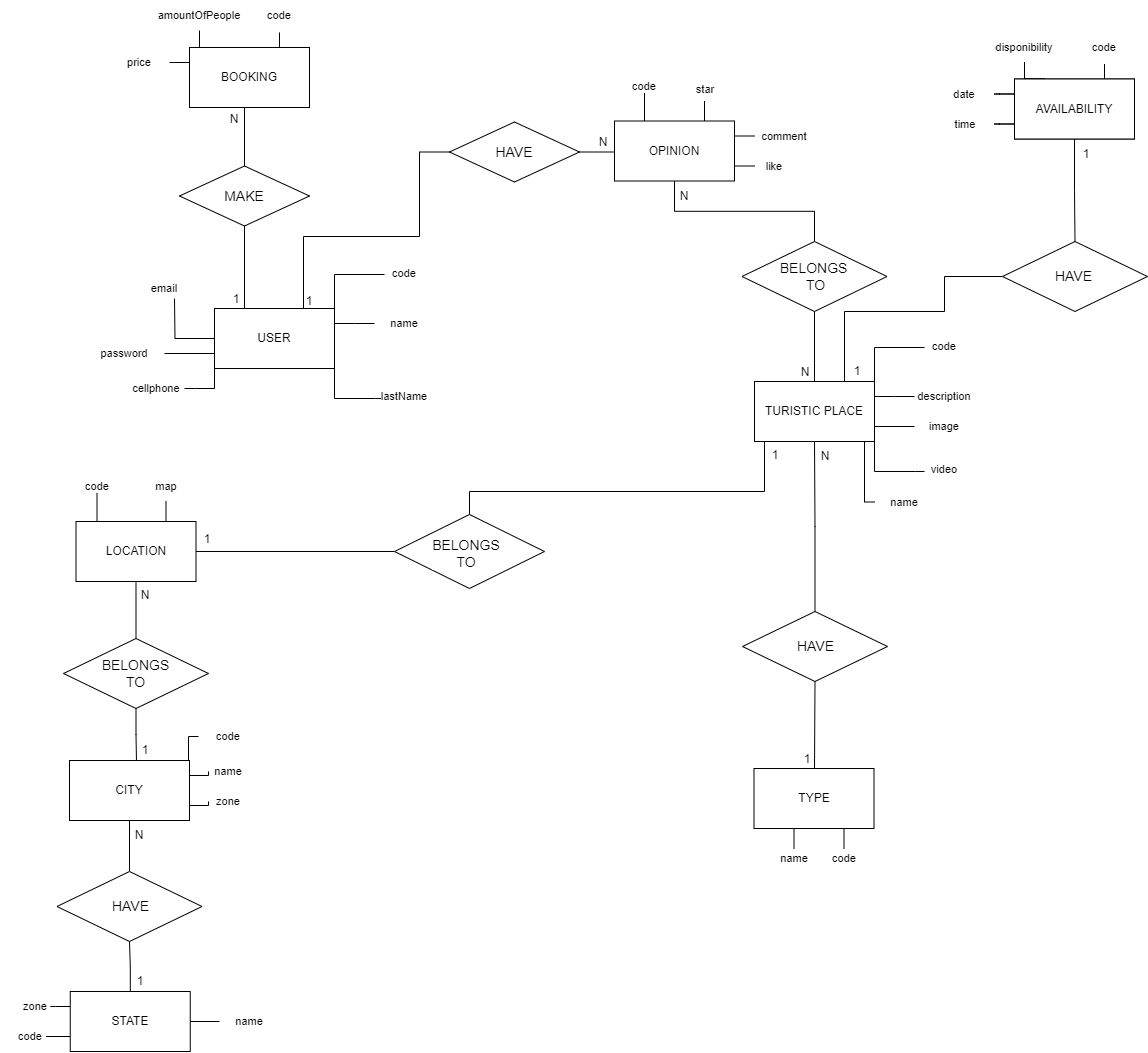 amountOfPeople
code
price
BOOKING
N
MAKE
1
email
password
cellphone
USER
code
name
lastName
1
HAVE
N
code
star
OPINION
comment
like
N
BELONGS
TO
N
disponibility
code
date
time
AVAILABILITY
1
HAVE
1
TURISTIC PLACE
code
description
image
video
name
1
N
BELONGS
TO
1
code
map
LOCATION
N
BELONGS
TO
1
code
name
zone
CITY
N
HAVE
1
zone
code
STATE
name
HAVE
1
TYPE
name
code